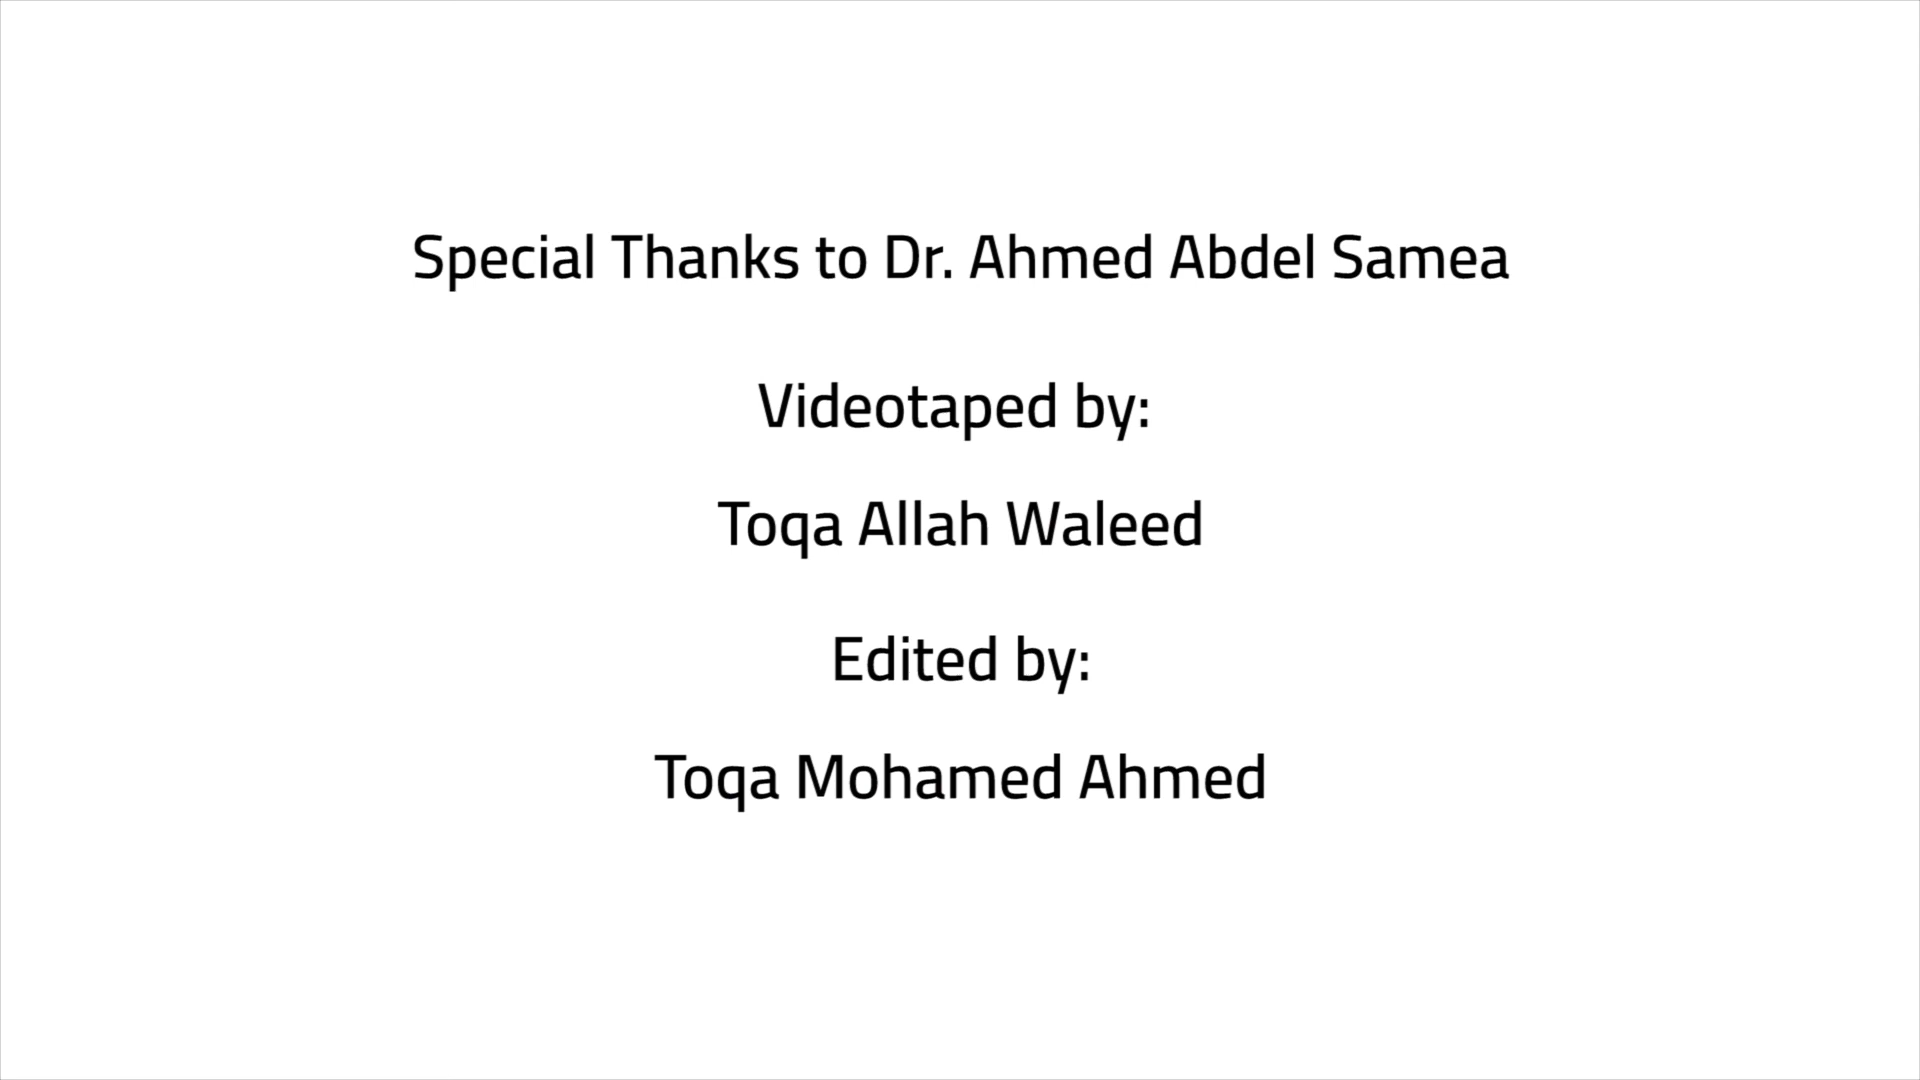 Special Thanks to Dr. Ahmed Abdel Samea
Videotaped by:
Toqa Allah Waleed
Edited by:
Toqa Mohamed Ahmed